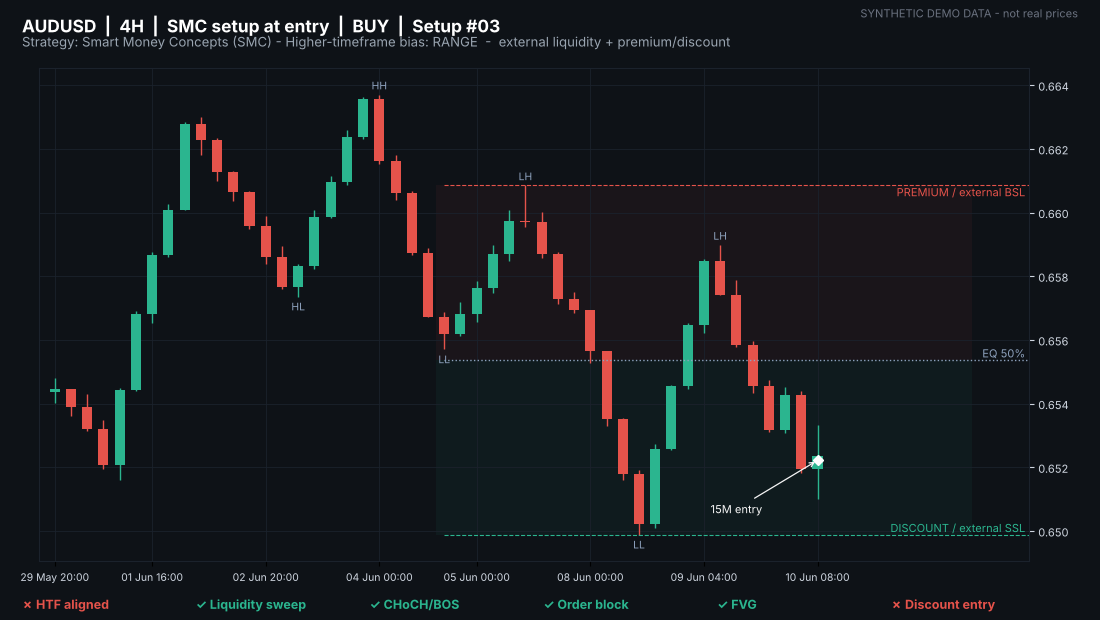 AUDUSD | 4H | SMC setup at entry | BUY | Setup #03
SYNTHETIC DEMO DATA - not real prices
Strategy: Smart Money Concepts (SMC) - Higher-timeframe bias: RANGE - external liquidity + premium/discount
HH
0.664
0.662
LH
PREMIUM / external BSL
0.660
LH
0.658
HL
0.656
LL
EQ 50%
0.654
0.652
15M entry
DISCOUNT / external SSL
0.650
LL
29 May 20:00 01 Jun 16:00 02 Jun 20:00 04 Jun 00:00 05 Jun 00:00 08 Jun 00:00 09 Jun 04:00 10 Jun 08:00
× HTF aligned ✓ Liquidity sweep ✓ CHoCH/BOS ✓ Order block ✓ FVG × Discount entry